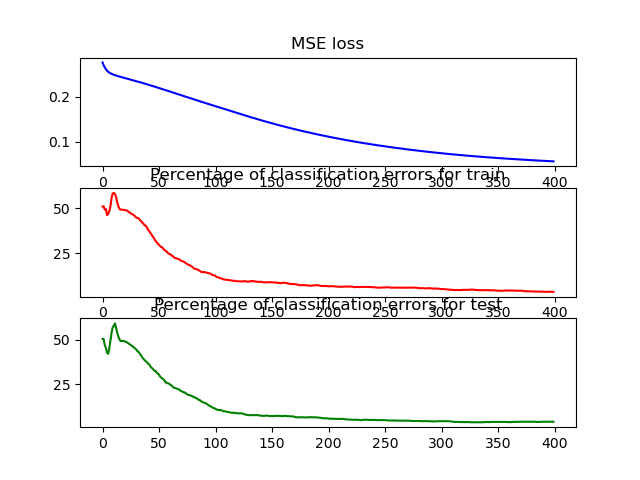 MSE loss
0.2
0.1
0 50 100 150 200 250 300 350 400
Percentage of classification errors for train
50
25
0 50 100 150 200 250 300 350 400
Percentage of classification errors for test
50
25
0 50 100 150 200 250 300 350 400